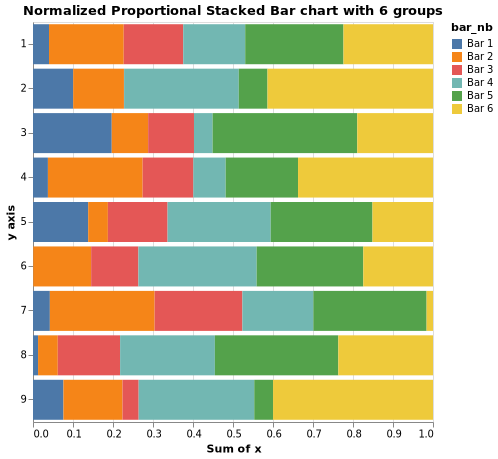 Normalized Proportional Stacked Bar chart with 6 groups
bar_nb
Bar 1
Bar 2
Bar 3
Bar 4
Bar 5
Bar 6
y axis
1
2
3
4
5
6
7
8
9
0.0 0.1 0.2 0.3 0.4 0.5 0.6 0.7 0.8 0.9 1.0
Sum of x